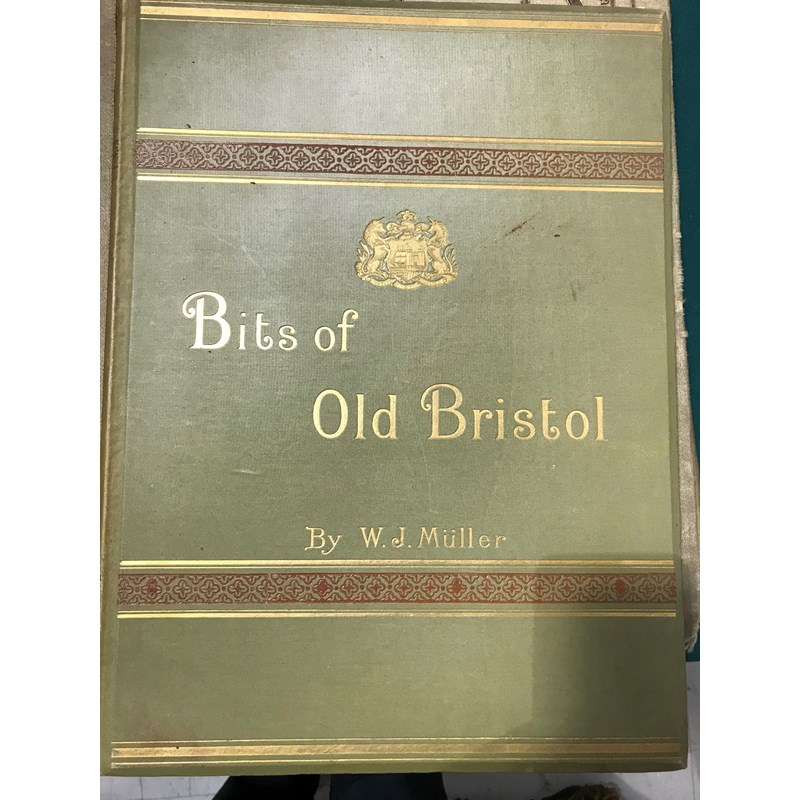 Bits of
Old Bristol
By W. J. Müller